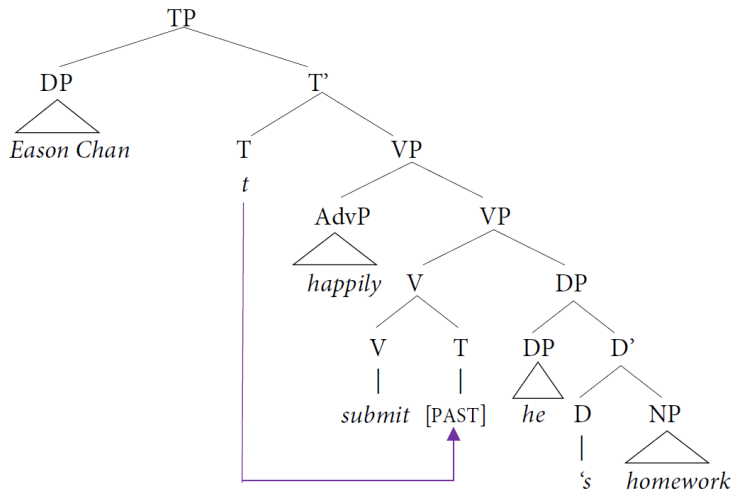 TP
DP T’
Eason Chan T VP
t
AdvP VP
happily V DP
V T DP D’
submit [PAST] he D NP
‘s homework